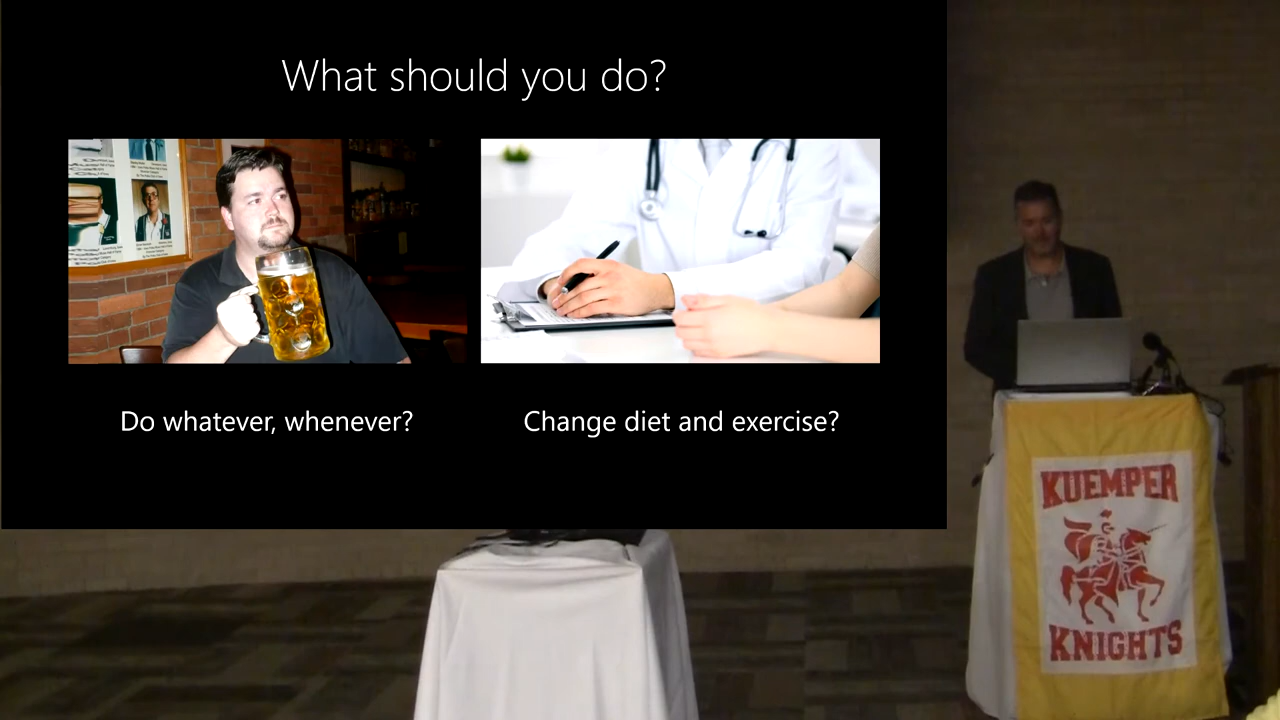 What should you do?
Do whatever, whenever?
Change diet and exercise?
KUEMPER
KNIGHTS